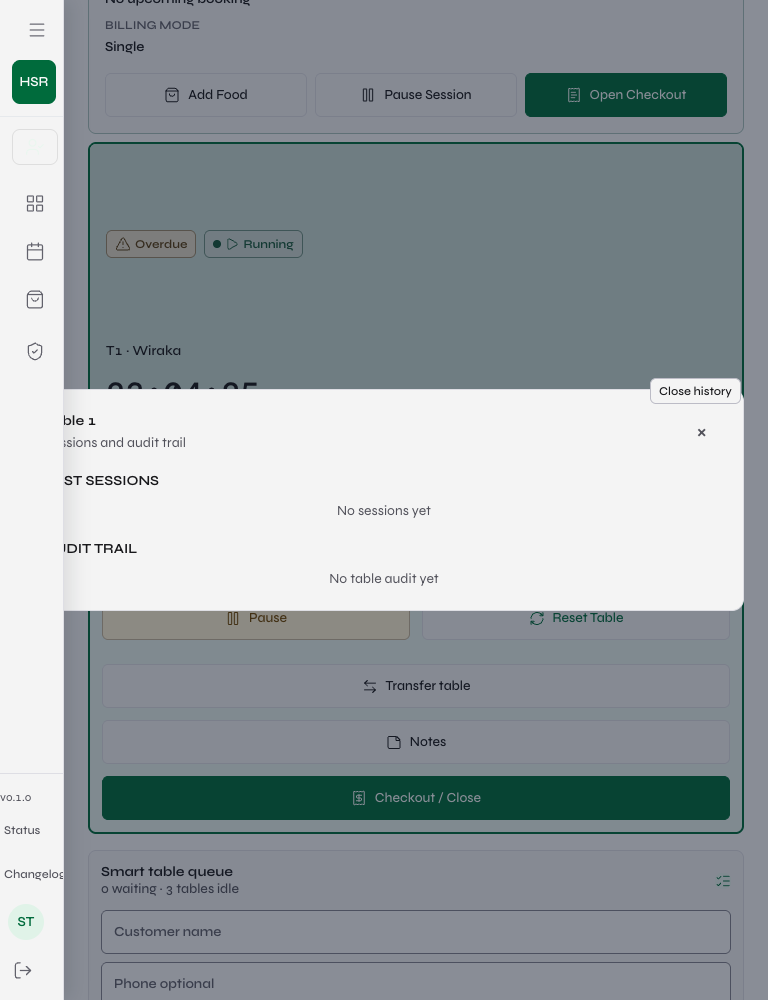 No upcoming booking
BILLING MODE
Single
HSR
Add Food
Pause Session
Open Checkout
Overdue
Running
T1 · Wiraka
Close history
ble 1
ssions and audit trail
×
ST SESSIONS
No sessions yet
UDIT TRAIL
No table audit yet
Pause
Reset Table
Transfer table
Notes
v0.1.0
Checkout / Close
Status
Smart table queue
0 waiting · 3 tables idle
Changelog
ST
Customer name
Phone optional